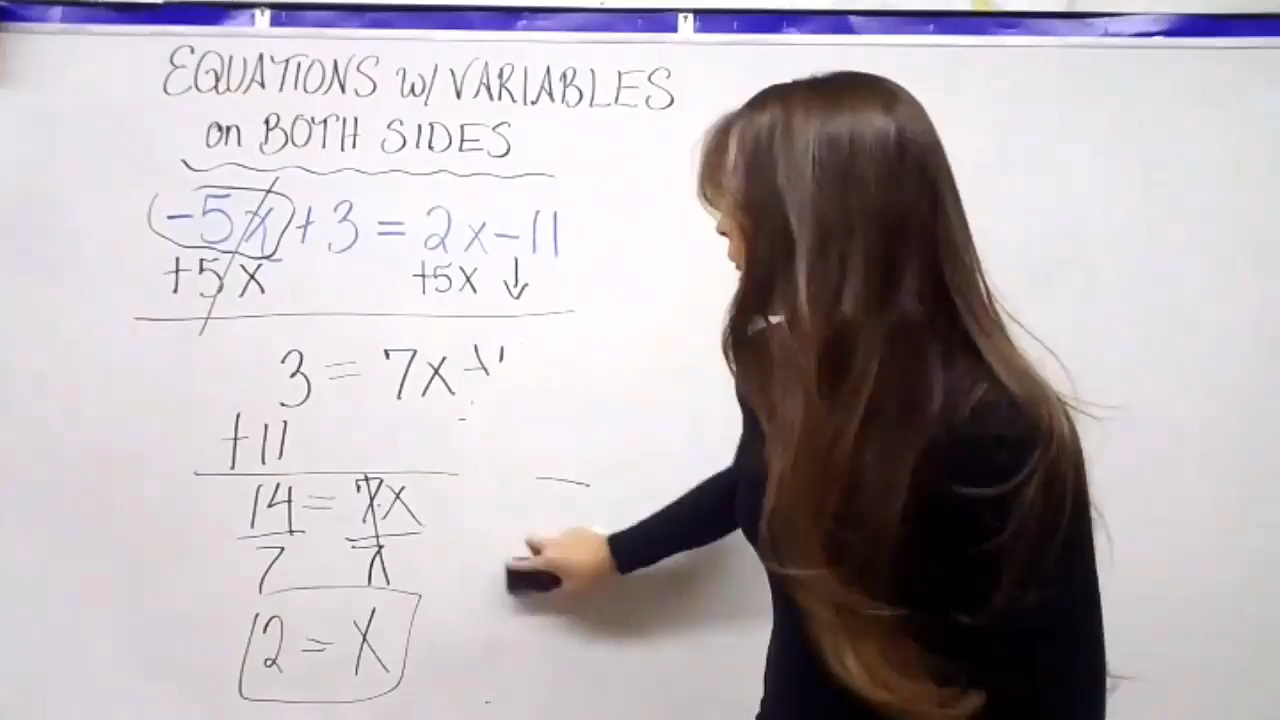 EQUATIONS w/ VARIABLES
on BOTH SIDES
-5x + 3 = 2x - 11
+5x +5x ↓
3 = 7x
+11
14 = 7x
7 7
2 = x